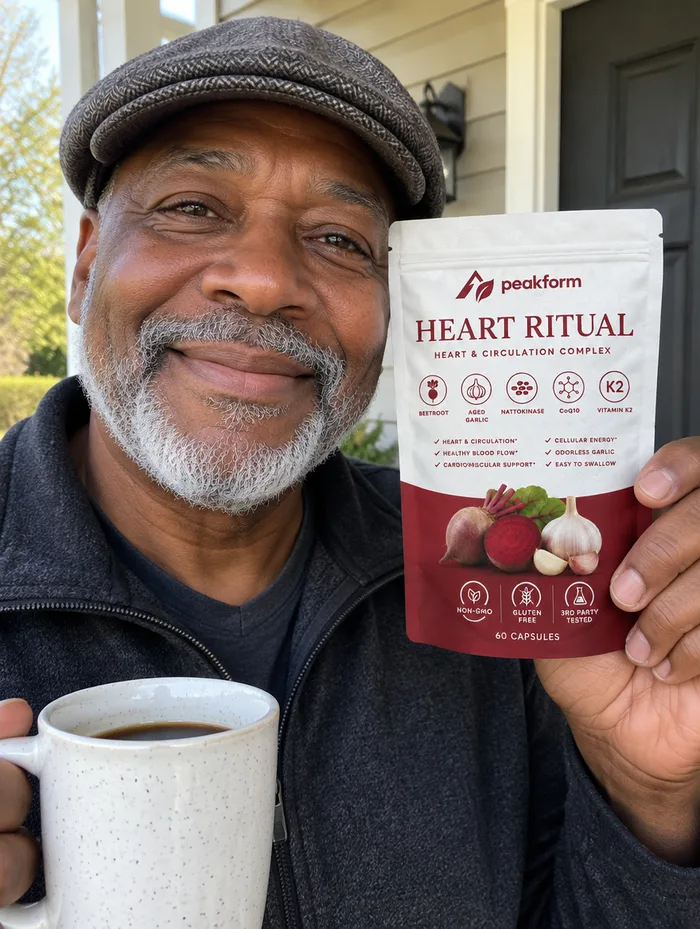 peakform
HEART RITUAL
HEART & CIRCULATION COMPLEX
K2
BEETROOT
AGED GARLIC
NATTOKINASE
CoQ10
VITAMIN K2
✓ HEART & CIRCULATION*
✓ HEALTHY BLOOD FLOW*
✓ CARDIOVASCULAR SUPPORT*
✓ CELLULAR ENERGY*
✓ ODORLESS GARLIC
✓ EASY TO SWALLOW
NON-GMO
GLUTEN FREE
3RD PARTY TESTED
60 CAPSULES